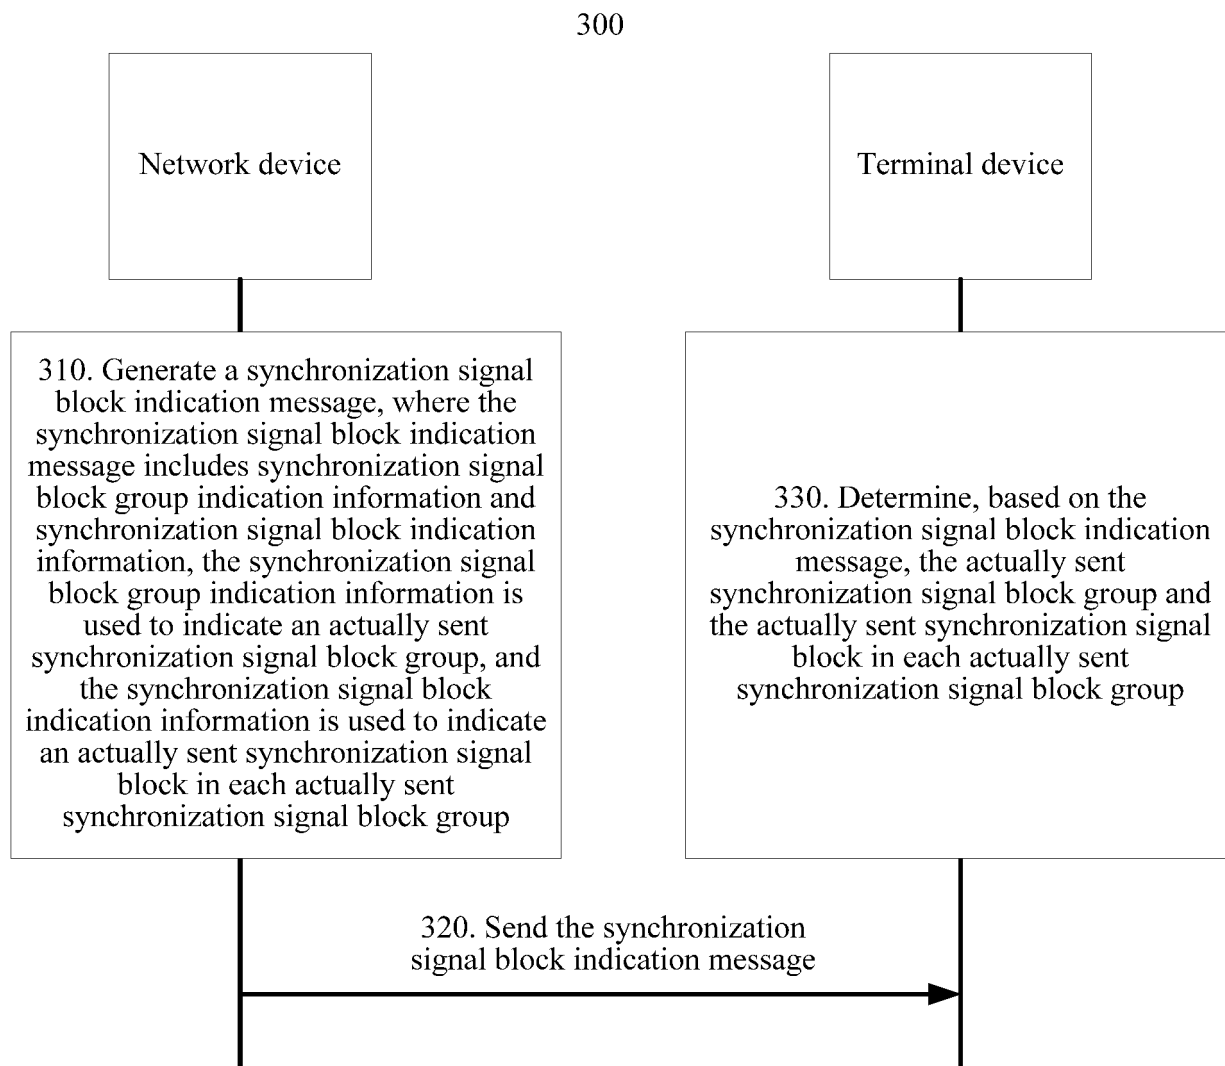 300
Network device
Terminal device
310. Generate a synchronization signal
block indication message, where the
synchronization signal block indication
message includes synchronization signal
block group indication information and
synchronization signal block indication
information, the synchronization signal
block group indication information is
used to indicate an actually sent
synchronization signal block group, and
the synchronization signal block
indication information is used to indicate
an actually sent synchronization signal
block in each actually sent
synchronization signal block group
330. Determine, based on the
synchronization signal block indication
message, the actually sent
synchronization signal block group and
the actually sent synchronization signal
block in each actually sent
synchronization signal block group
320. Send the synchronization
signal block indication message